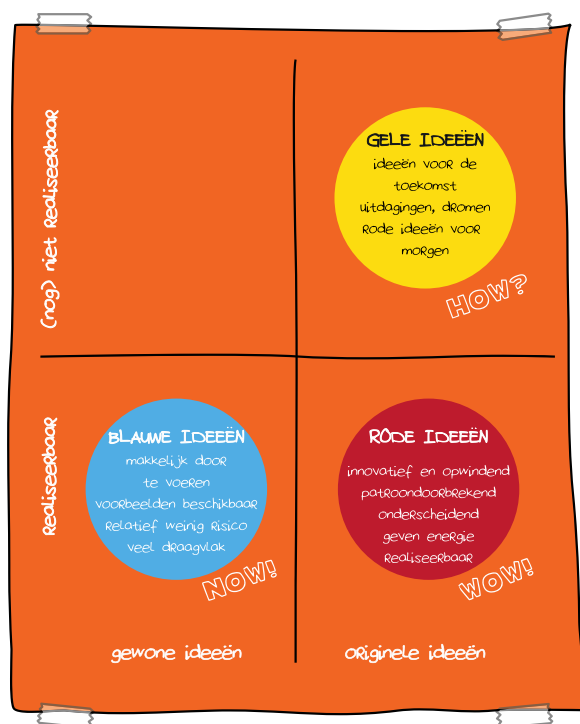 (nog) niet Realiseerbaar
GELE IDEEËN
ideeën voor de
toekomst
uitdagingen, dromen
Rode ideeën voor
morgen
HOW?
Realiseerbaar
BLAUWE IDEEËN
makkelijk door
te voeren
voorbeelden beschikbaar
Relatief weinig Risico
veel draagvlak
NOW!
RODE IDEEËN
innovatief en opwindend
patroondoorbrekend
onderscheidend
geven energie
Realiseerbaar
WOW!
gewone ideeën
originele ideeën